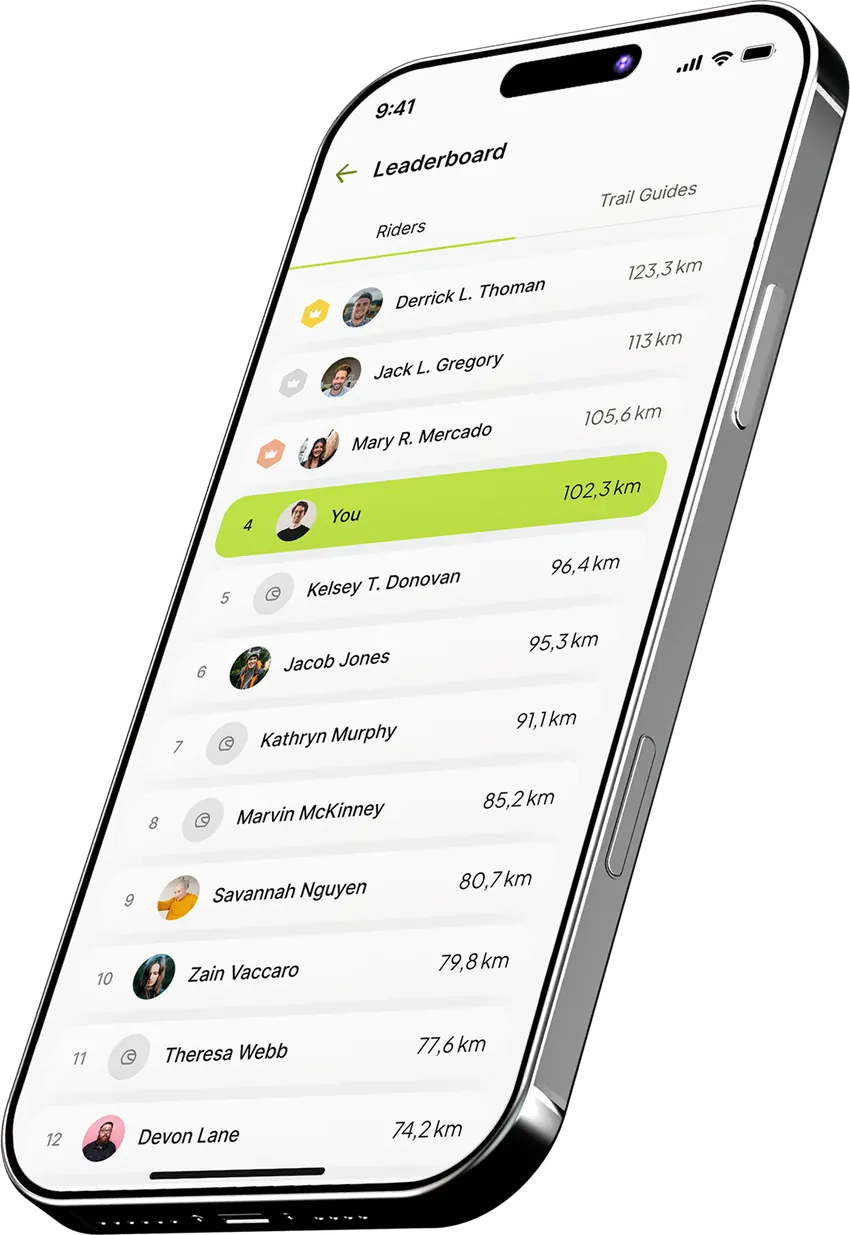 9:41
Leaderboard
Riders
Trail Guides
Derrick L. Thoman 123,3 km
Jack L. Gregory 113 km
Mary R. Mercado 105,6 km
4 You 102,3 km
5 Kelsey T. Donovan 96,4 km
6 Jacob Jones 95,3 km
7 Kathryn Murphy 91,1 km
8 Marvin McKinney 85,2 km
9 Savannah Nguyen 80,7 km
10 Zain Vaccaro 79,8 km
11 Theresa Webb 77,6 km
12 Devon Lane 74,2 km